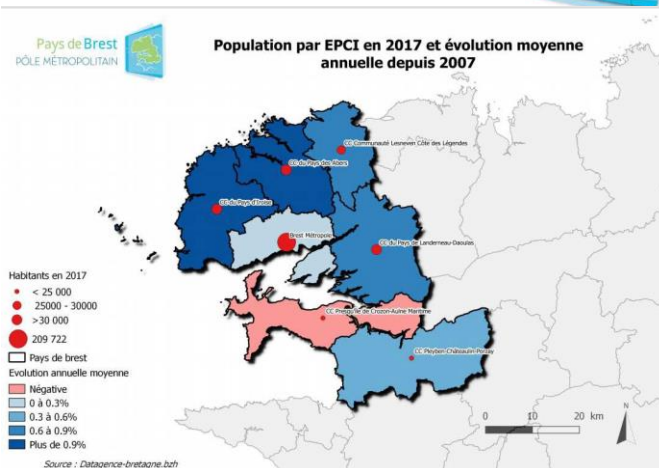 Pays de Brest
PÔLE MÉTROPOLITAIN
Population par EPCI en 2017 et évolution moyenne
annuelle depuis 2007
CC Communauté Lesneven Côte des Légendes
CC du Pays des Abers
CC du Pays d'Iroise
Brest Métropole
CC du Pays de Landerneau-Daoulas
CC Presqu'île de Crozon-Aulne Maritime
CC Pleyben-Châteaulin-Porzay
Habitants en 2017
< 25 000
25000 - 30000
>30 000
209 722
Pays de brest
Evolution annuelle moyenne
Négative
0 à 0.3%
0.3 à 0.6%
0.6 à 0.9%
Plus de 0.9%
0 10 20 km
N
Source : Datagence-bretagne.bzh